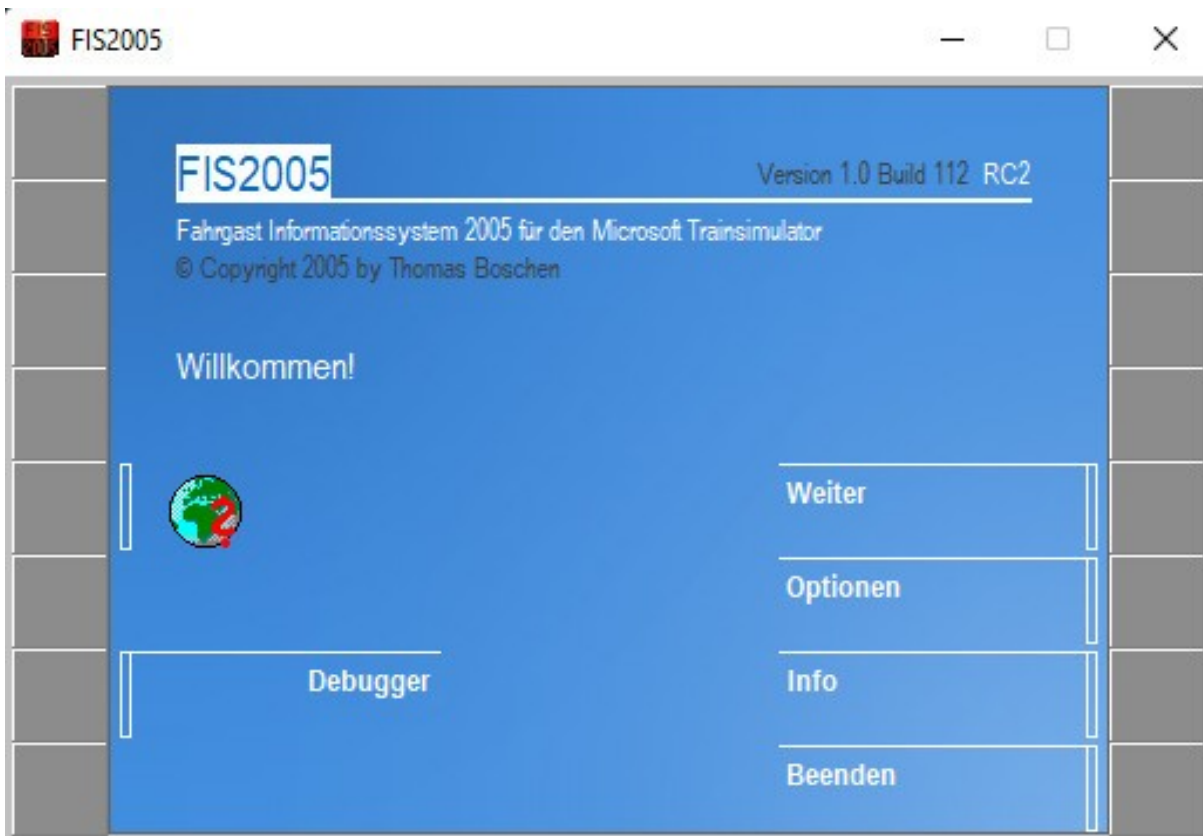 FIS2005
FIS2005
Version 1.0 Build 112 RC2
Fahrgast Informationssystem 2005 für den Microsoft Trainsimulator
© Copyright 2005 by Thomas Boschen
Willkommen!
Weiter
Optionen
Debugger
Info
Beenden